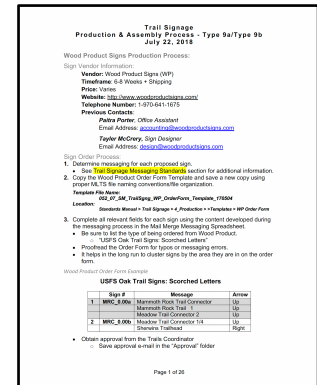 Trail Signage
Production & Assembly Process - Type 9a/Type 9b
July 22, 2018
Wood Product Signs Production Process:
Sign Vendor Information:
Vendor: Wood Product Signs (WP)
Timeframe: 6-8 Weeks + Shipping
Price: Varies
Website: http://www.woodproductsigns.com/
Telephone Number: 1-970-641-1675
Previous Contacts:
Paitra Porter, Office Assistant
Email Address: accounting@woodproductsigns.com
Tayler McCrery, Sign Designer
Email Address: design@woodproductsigns.com
Sign Order Process:
1. Determine messaging for each proposed sign.
• See Trail Signage Messaging Standards section for additional information.
2. Copy the Wood Product Order Form Template and save a new copy using
proper MLTS file naming conventions/file organization.
Template File Name:
052_07_SM_TrailSgng_WP_OrderForm_Template_170504
Location:
Standards Manual > Trail Signage > 4_Production > +Templates > WP Order Form
3. Complete all relevant fields for each sign using the content developed during
the messaging process in the Mail Merge Messaging Spreadsheet.
• Be sure to list the type of being ordered from Wood Product.
○ "USFS Oak Trail Signs: Scorched Letters"
• Proofread the Order Form for typos or messaging errors.
• It helps in the long run to cluster signs by the area they are in on the order
form.
Wood Product Order Form Example
USFS Oak Trail Signs: Scorched Letters
Sign # Message Arrow
1 MRC_0.00a Mammoth Rock Trail Connector Up
Mammoth Rock Trail 1 Up
Meadow Trail Connector 2 Up
2 MRC_0.00b Meadow Trail Connector 1/4 Up
Sherwins Trailhead Right
• Obtain approval from the Trails Coordinator
○ Save approval e-mail in the "Approval" folder
Page 1 of 26